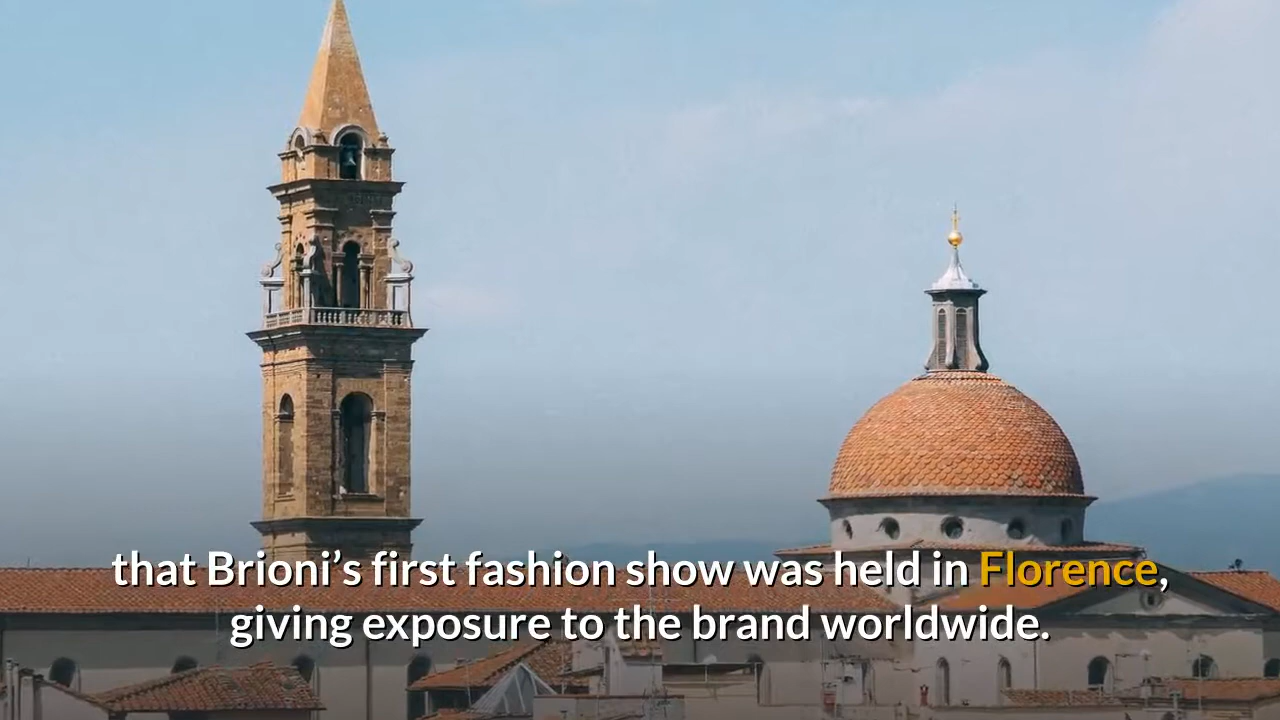 that Brioni’s first fashion show was held in Florence,
giving exposure to the brand worldwide.